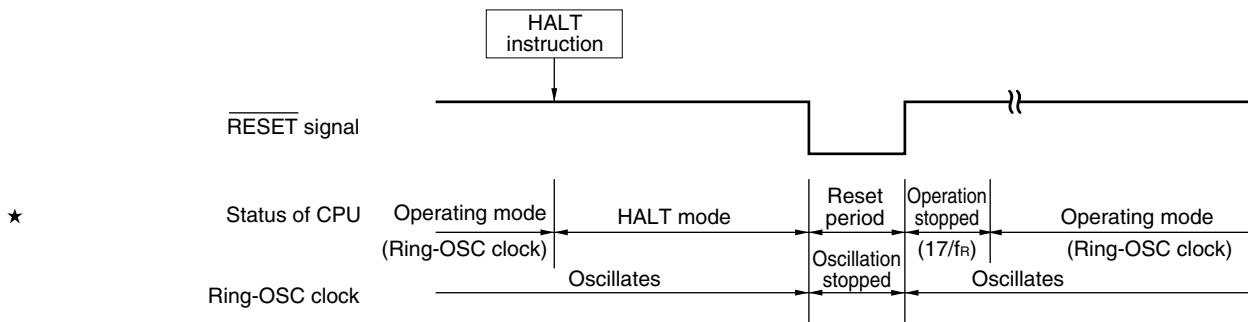 HALT
instruction
RESET signal
★ Status of CPU
Operating mode
(Ring-OSC clock)
HALT mode
Reset
period
Operation
stopped
(17/fR)
Operating mode
(Ring-OSC clock)
Ring-OSC clock
Oscillates
Oscillation
stopped
Oscillates